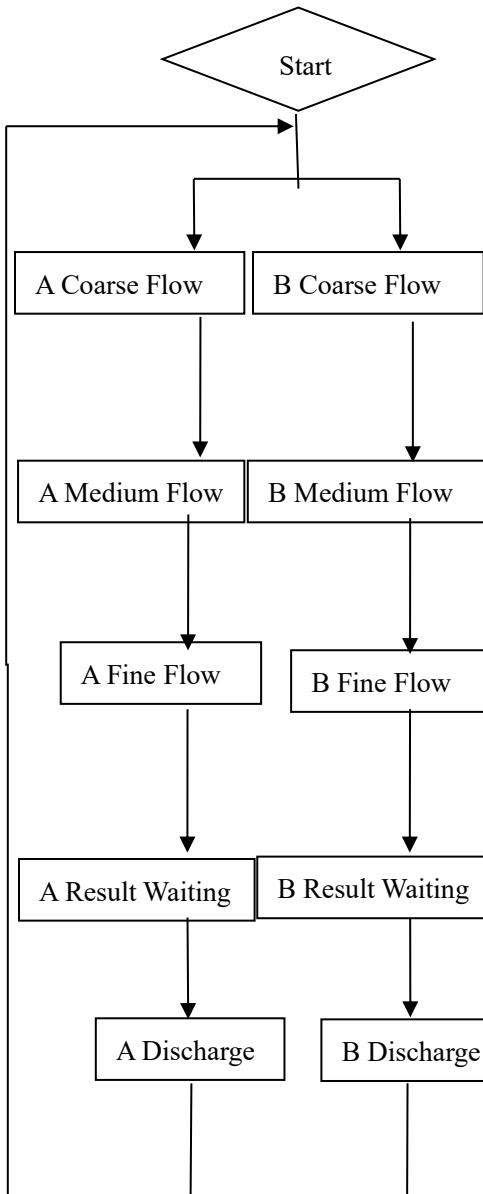 Start
A Coarse Flow
B Coarse Flow
A Medium Flow
B Medium Flow
A Fine Flow
B Fine Flow
A Result Waiting
B Result Waiting
A Discharge
B Discharge